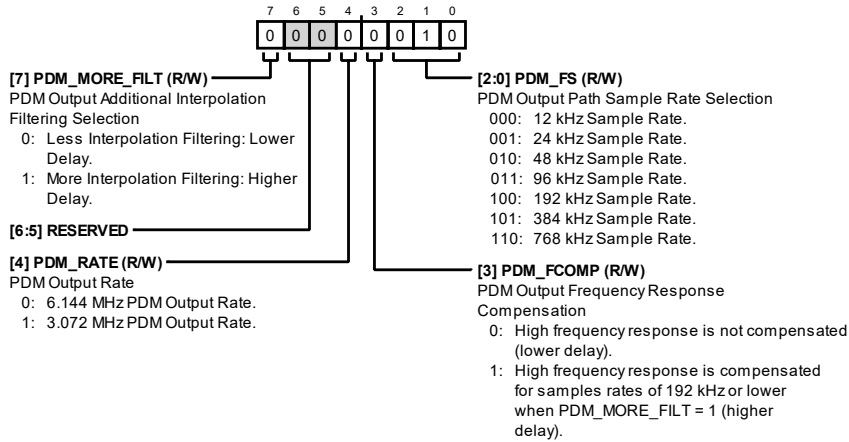 7 6 5 4 3 2 1 0
0 0 0 0 0 0 1 0
[7] PDM_MORE_FILT (R/W)
PDM Output Additional Interpolation
Filtering Selection
0: Less Interpolation Filtering: Lower
Delay.
1: More Interpolation Filtering: Higher
Delay.
[6:5] RESERVED
[4] PDM_RATE (R/W)
PDM Output Rate
0: 6.144 MHz PDM Output Rate.
1: 3.072 MHz PDM Output Rate.
[2:0] PDM_FS (R/W)
PDM Output Path Sample Rate Selection
000: 12 kHz Sample Rate.
001: 24 kHz Sample Rate.
010: 48 kHz Sample Rate.
011: 96 kHz Sample Rate.
100: 192 kHz Sample Rate.
101: 384 kHz Sample Rate.
110: 768 kHz Sample Rate.
[3] PDM_FCOMP (R/W)
PDM Output Frequency Response
Compensation
0: High frequency response is not compensated
(lower delay).
1: High frequency response is compensated
for samples rates of 192 kHz or lower
when PDM_MORE_FILT = 1 (higher
delay).